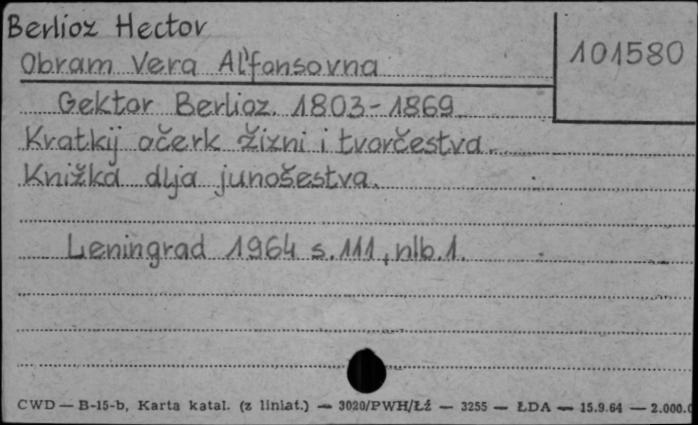 Berlioz Hector
101580
Obram Vera Al'fonsovna
Gektor Berlioz. 1803-1869
Kratkij očerk žizni i tvorčestva.
Knižka dlja junošestva.
Leningrad 1964 s.111, nlb.1.
CWD — B-15-b, Karta katal. (z liniat.) — 3020/PWH/Łź — 3255 — ŁDA — 15.9.64 — 2.000.0